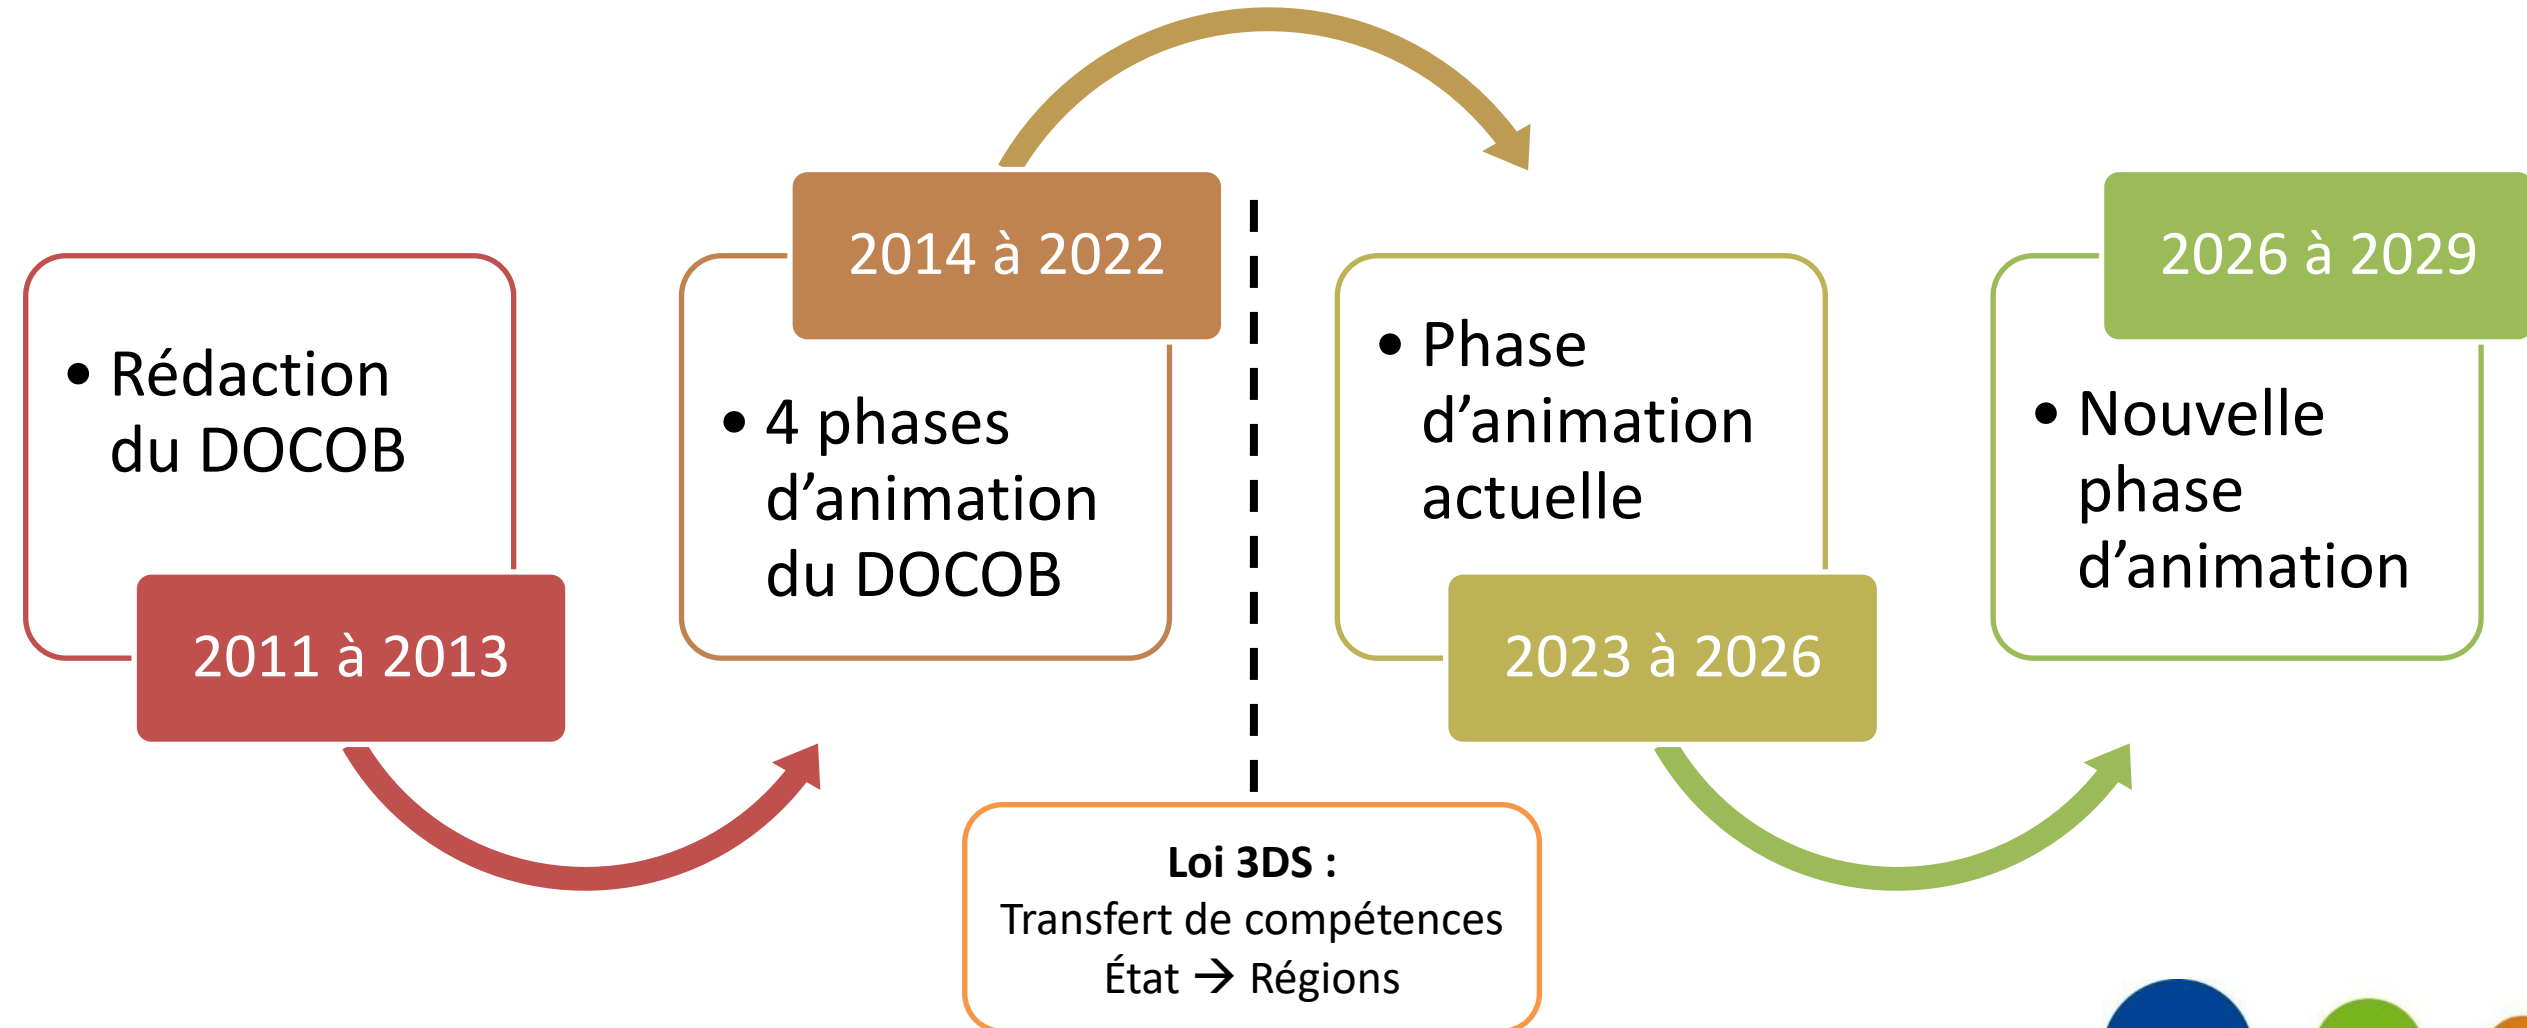 • Rédaction
du DOCOB
2011 à 2013
2014 à 2022
• 4 phases
d’animation
du DOCOB
Loi 3DS :
Transfert de compétences
État → Régions
• Phase
d’animation
actuelle
2023 à 2026
2026 à 2029
• Nouvelle
phase
d’animation